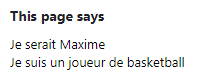 This page says
Je serait Maxime
Je suis un joueur de basketball